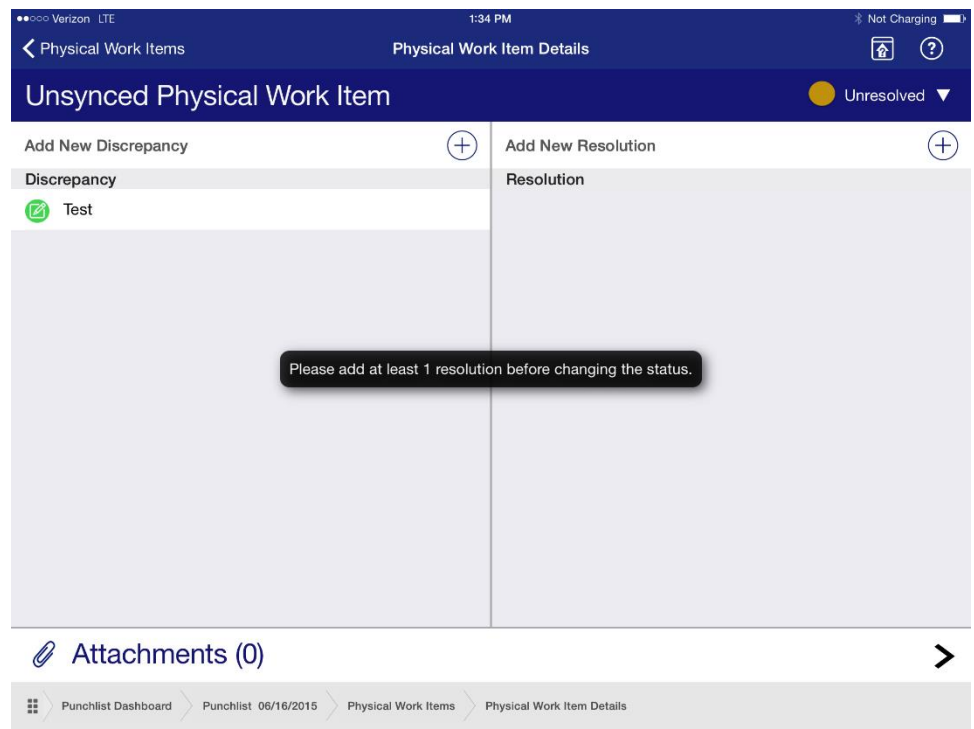 Verizon LTE
1:34 PM
Not Charging
Physical Work Items
Physical Work Item Details
?
Unsynced Physical Work Item
Unresolved
Add New Discrepancy
Add New Resolution
Discrepancy
Resolution
Test
Please add at least 1 resolution before changing the status.
Attachments (0)
Punchlist Dashboard
Punchlist 06/16/2015
Physical Work Items
Physical Work Item Details